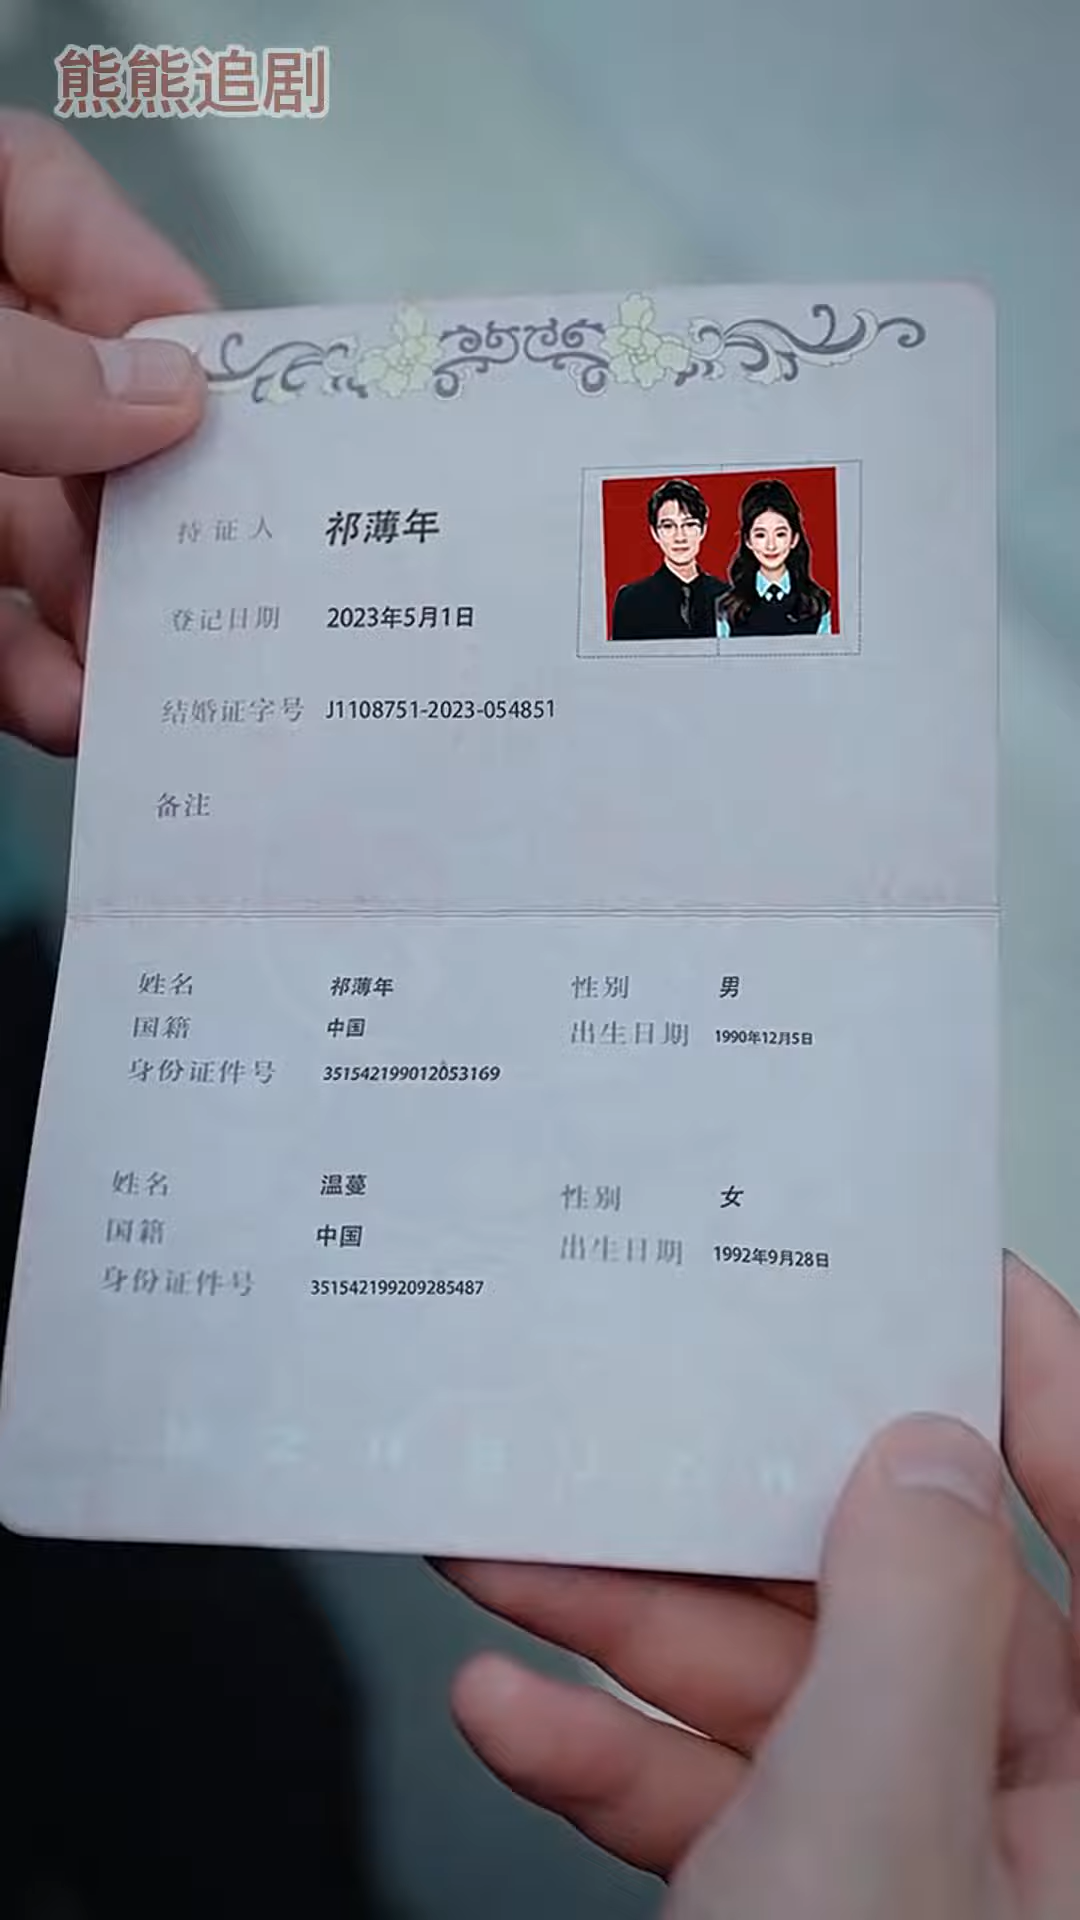 熊熊追剧
持证人 祁薄年
登记日期 2023年5月1日
结婚证字号 J1108751-2023-054851
备注
姓名 祁薄年 性别 男
国籍 中国 出生日期 1990年12月5日
身份证件号 351542199012053169
姓名 温蔓 性别 女
国籍 中国 出生日期 1992年9月28日
身份证件号 351542199209285487